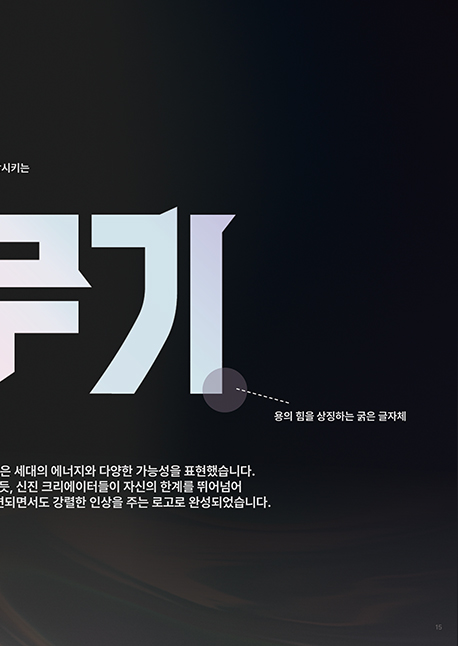 시키는
무기
용의 힘을 상징하는 굵은 글자체
은 세대의 에너지와 다양한 가능성을 표현했습니다.
듯, 신진 크리에이터들이 자신의 한계를 뛰어넘어
련되면서도 강렬한 인상을 주는 로고로 완성되었습니다.
15